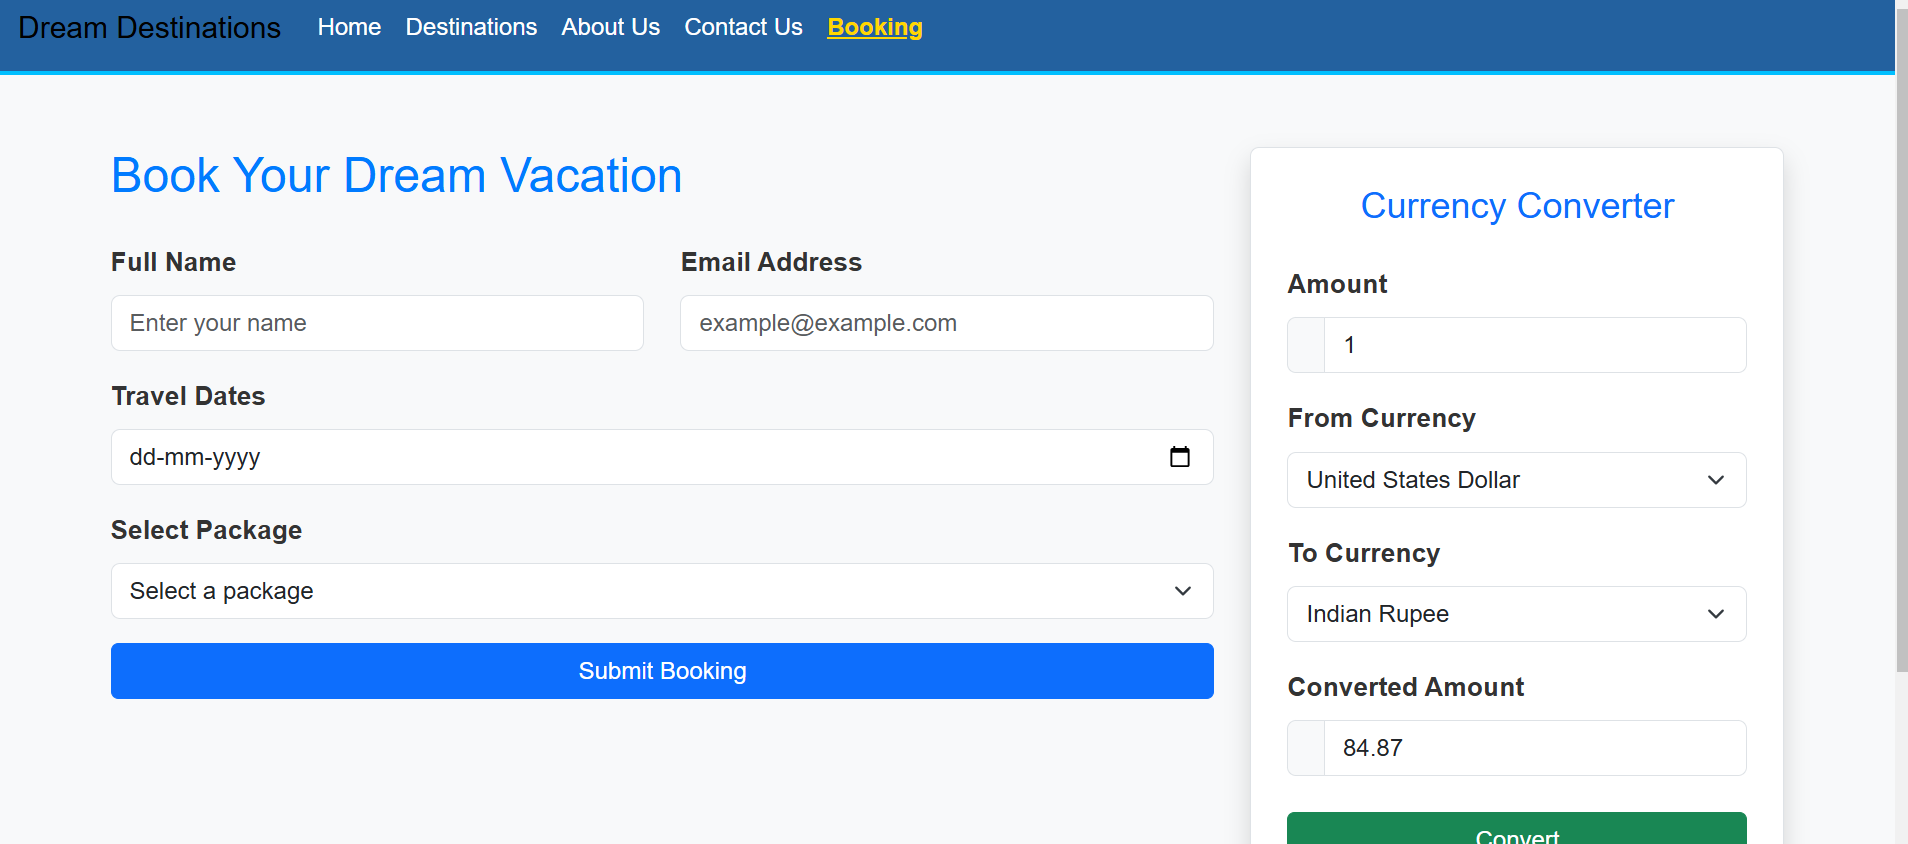 Dream Destinations Home Destinations About Us Contact Us Booking
Book Your Dream Vacation
Full Name Email Address
Enter your name example@example.com
Travel Dates
dd-mm-yyyy
Select Package
Select a package
Submit Booking
Currency Converter
Amount
1
From Currency
United States Dollar
To Currency
Indian Rupee
Converted Amount
84.87
Convert